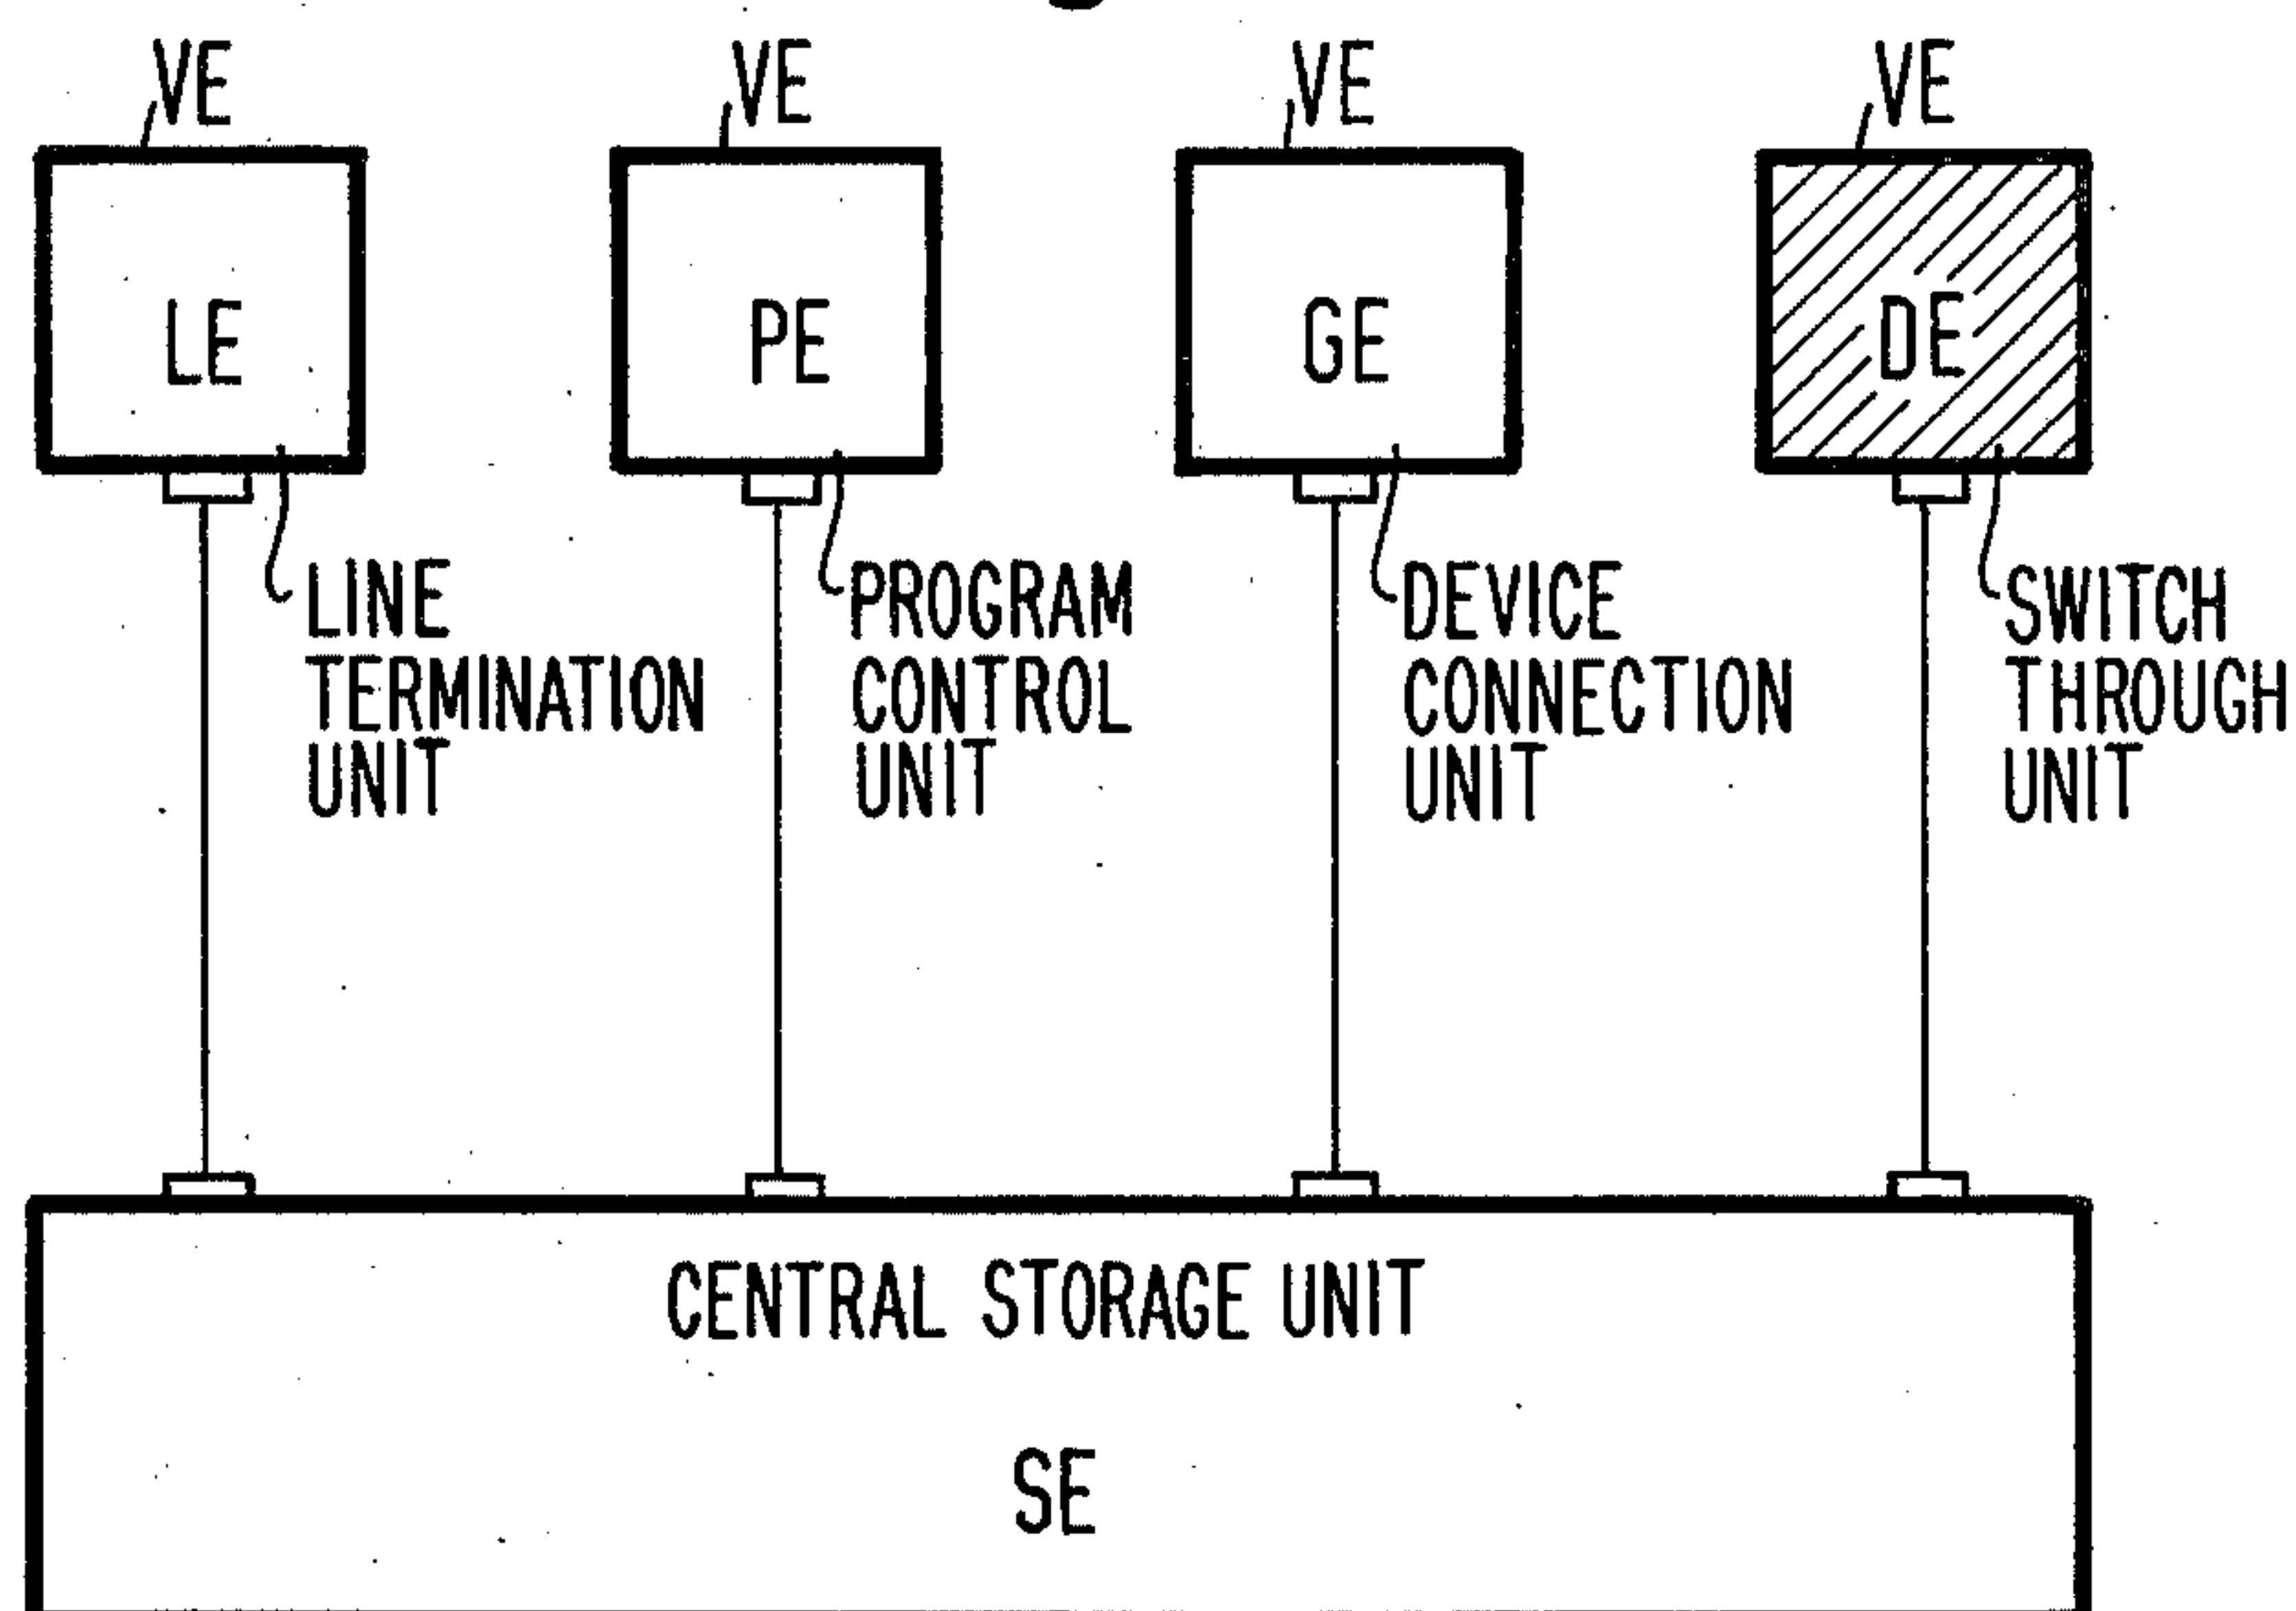 VE VE VE VE
LE PE GE DE
LINE
TERMINATION
UNIT
PROGRAM
CONTROL
UNIT
DEVICE
CONNECTION
UNIT
SWITCH
THROUGH
UNIT
CENTRAL STORAGE UNIT
SE